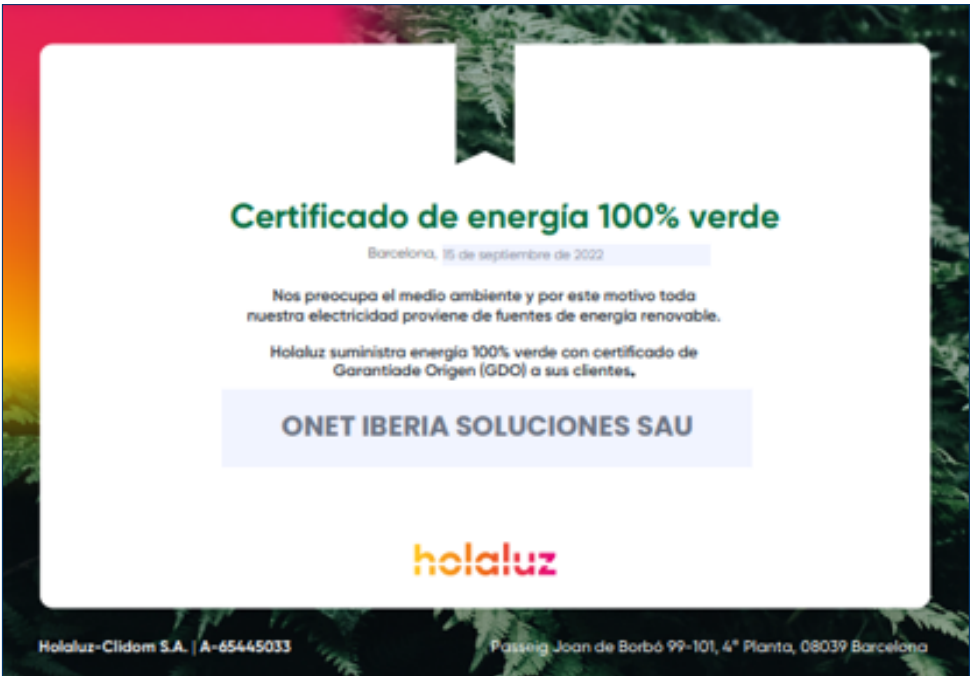 Certificado de energía 100% verde
Barcelona, 15 de septiembre de 2022
Nos preocupa el medio ambiente y por este motivo toda
nuestra electricidad proviene de fuentes de energía renovable.
Holaluz suministra energía 100% verde con certificado de
Garantíade Origen (GDO) a sus clientes.
ONET IBERIA SOLUCIONES SAU
holaluz
Holaluz-Clidom S.A. | A-65445033
Passeig Joan de Borbó 99-101, 4ª Planta, 08039 Barcelona